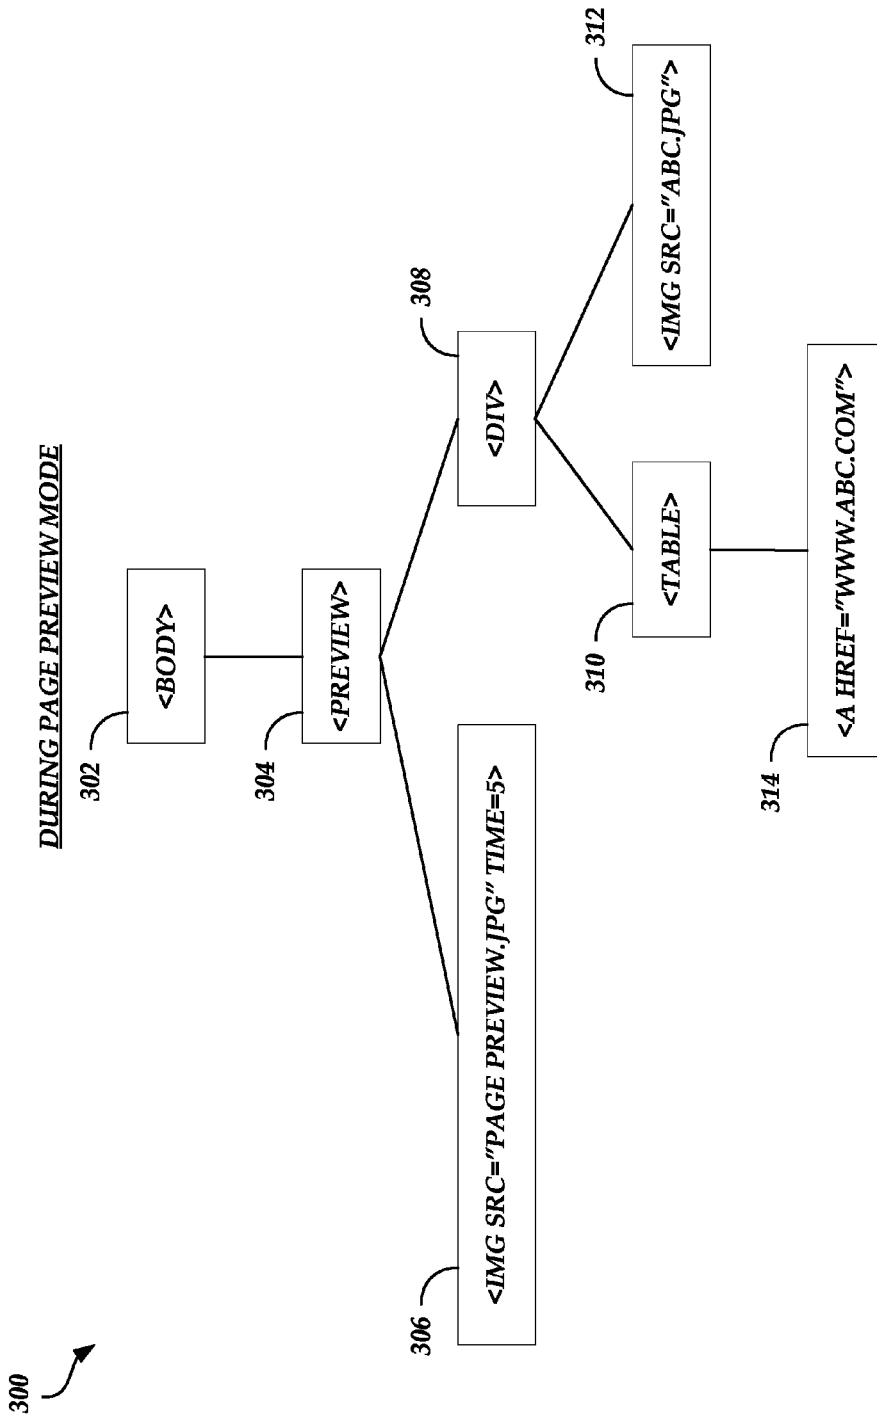 300
DURING PAGE PREVIEW MODE
302
<BODY>
304
<PREVIEW>
306
<IMG SRC="PAGE PREVIEW.JPG" TIME=5>
308
<DIV>
310
<TABLE>
312
<IMG SRC="ABC.JPG">
314
<A HREF="WWW.ABC.COM">